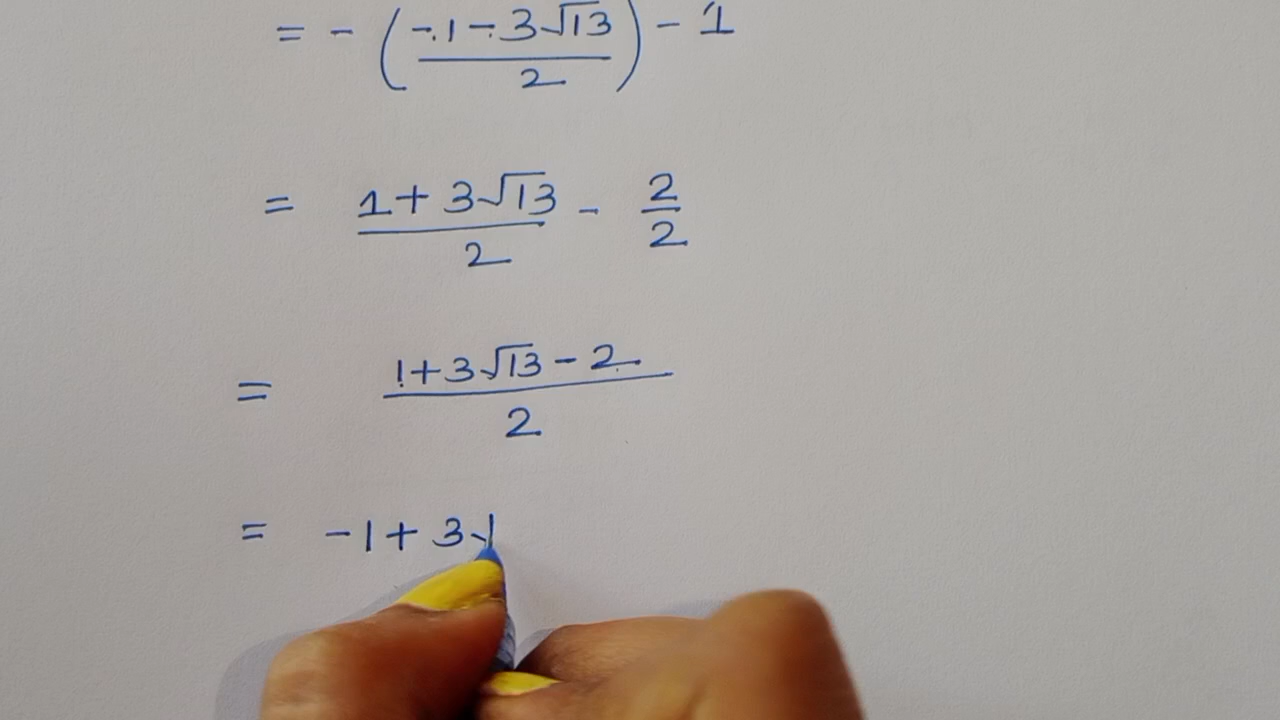 = - ( (-1 - 3√13) / 2 ) - 1
= (1 + 3√13) / 2 - 2/2
= (1 + 3√13 - 2) / 2
= -1 + 3√